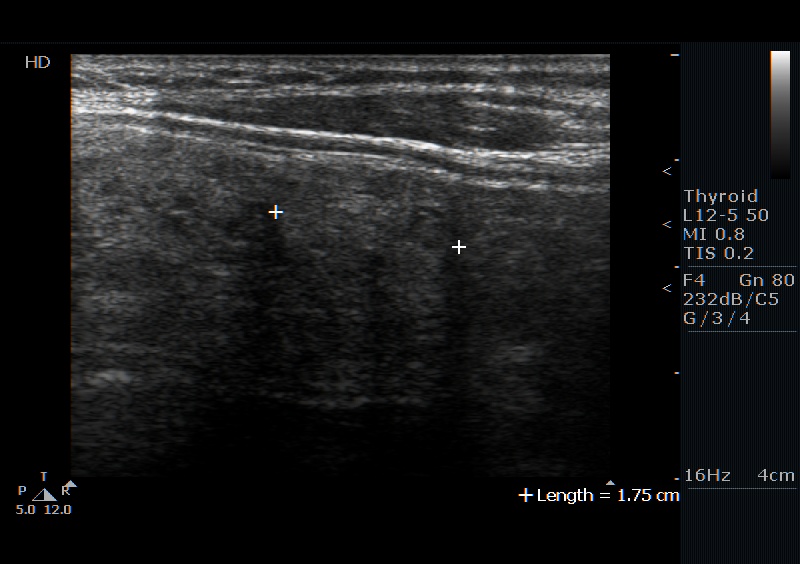 HD
Thyroid
L12-5 50
MI 0.8
TIS 0.2
F4 Gn 80
232dB/C5
G/3/4
16Hz 4cm
T
P R
5.0 12.0
+ Length = 1.75 cm